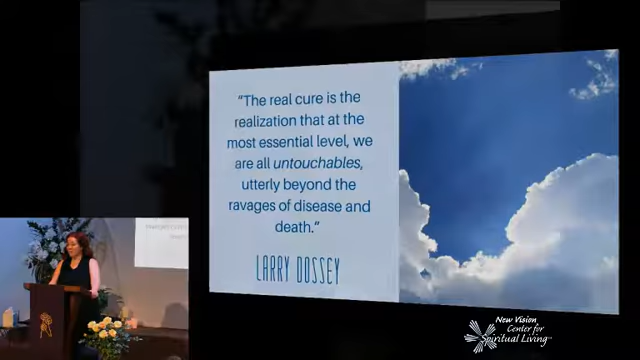 “The real cure is the
realization that at the
most essential level, we
are all untouchables,
utterly beyond the
ravages of disease and
death.”
LARRY DOSSEY
New Vision
Center for
Spiritual Living